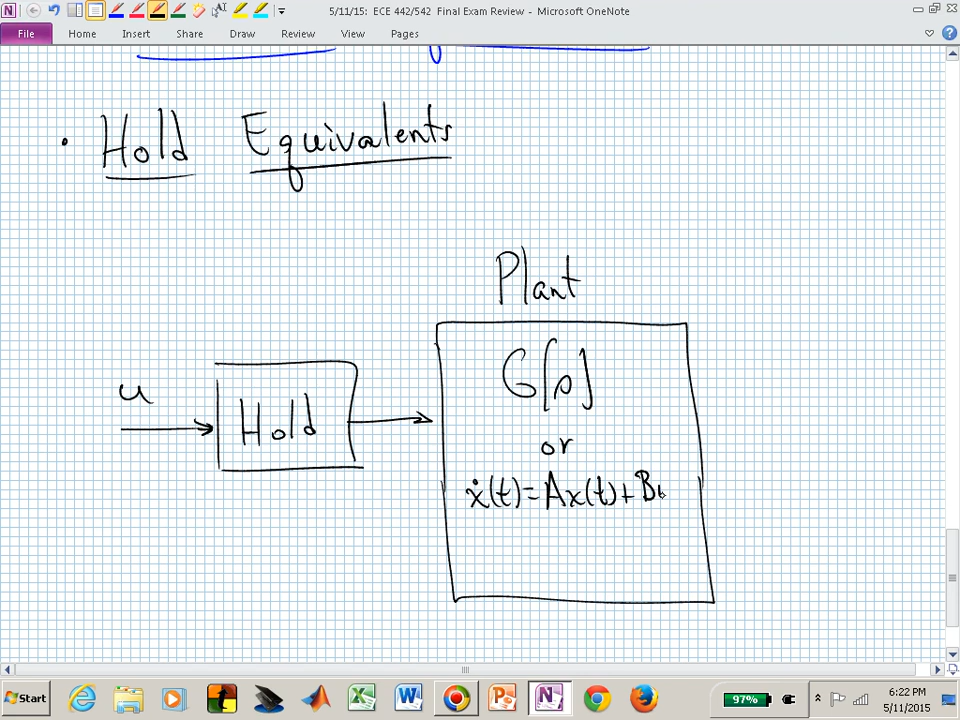 5/11/15: ECE 442/542 Final Exam Review - Microsoft OneNote
File Home Insert Share Draw Review View Pages
• Hold Equivalents
Plant
u
Hold
G[s]
or
ẋ(t)=Ax(t)+B
Start
97%
6:22 PM
5/11/2015